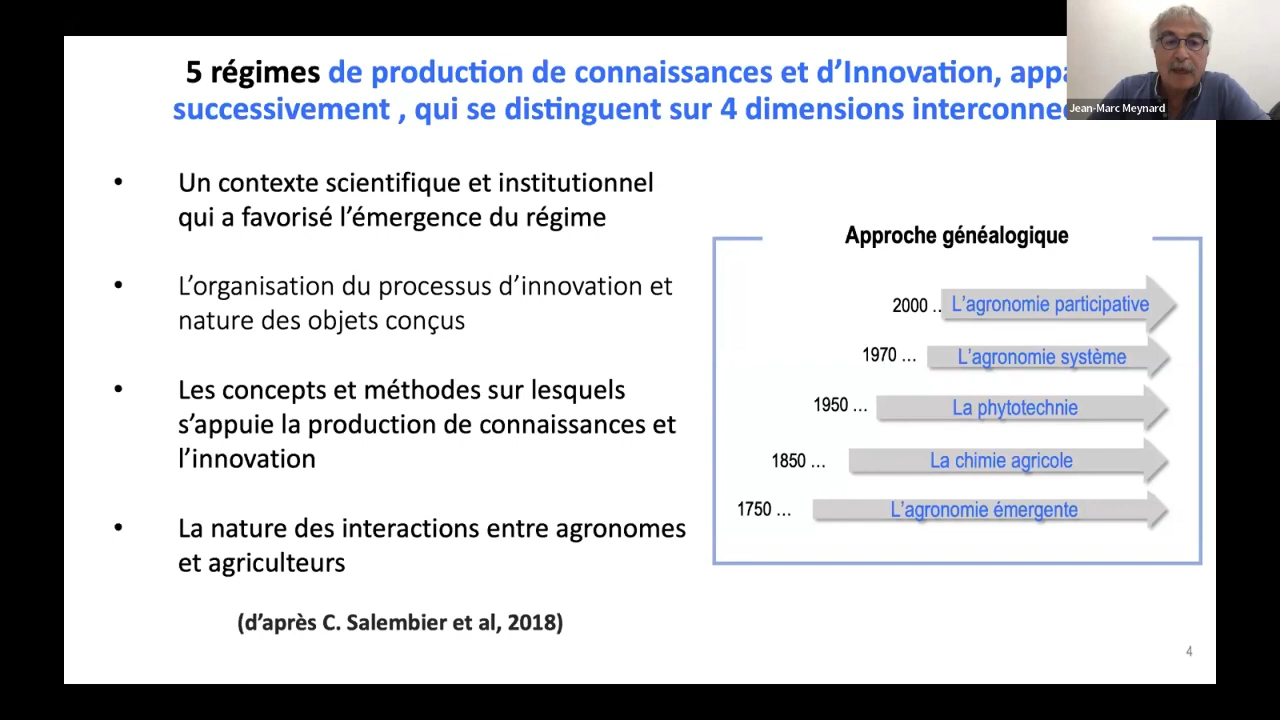 5 régimes de production de connaissances et d’Innovation,
successivement , qui se distinguent sur 4 dimensions
Jean-Marc Meynard
• Un contexte scientifique et institutionnel
qui a favorisé l’émergence du régime
• L’organisation du processus d’innovation et
nature des objets conçus
• Les concepts et méthodes sur lesquels
s’appuie la production de connaissances et
l’innovation
• La nature des interactions entre agronomes
et agriculteurs
(d’après C. Salembier et al, 2018)
Approche généalogique
2000 .. L’agronomie participative
1970 ... L’agronomie système
1950 ... La phytotechnie
1850 ... La chimie agricole
1750 ... L’agronomie émergente
4